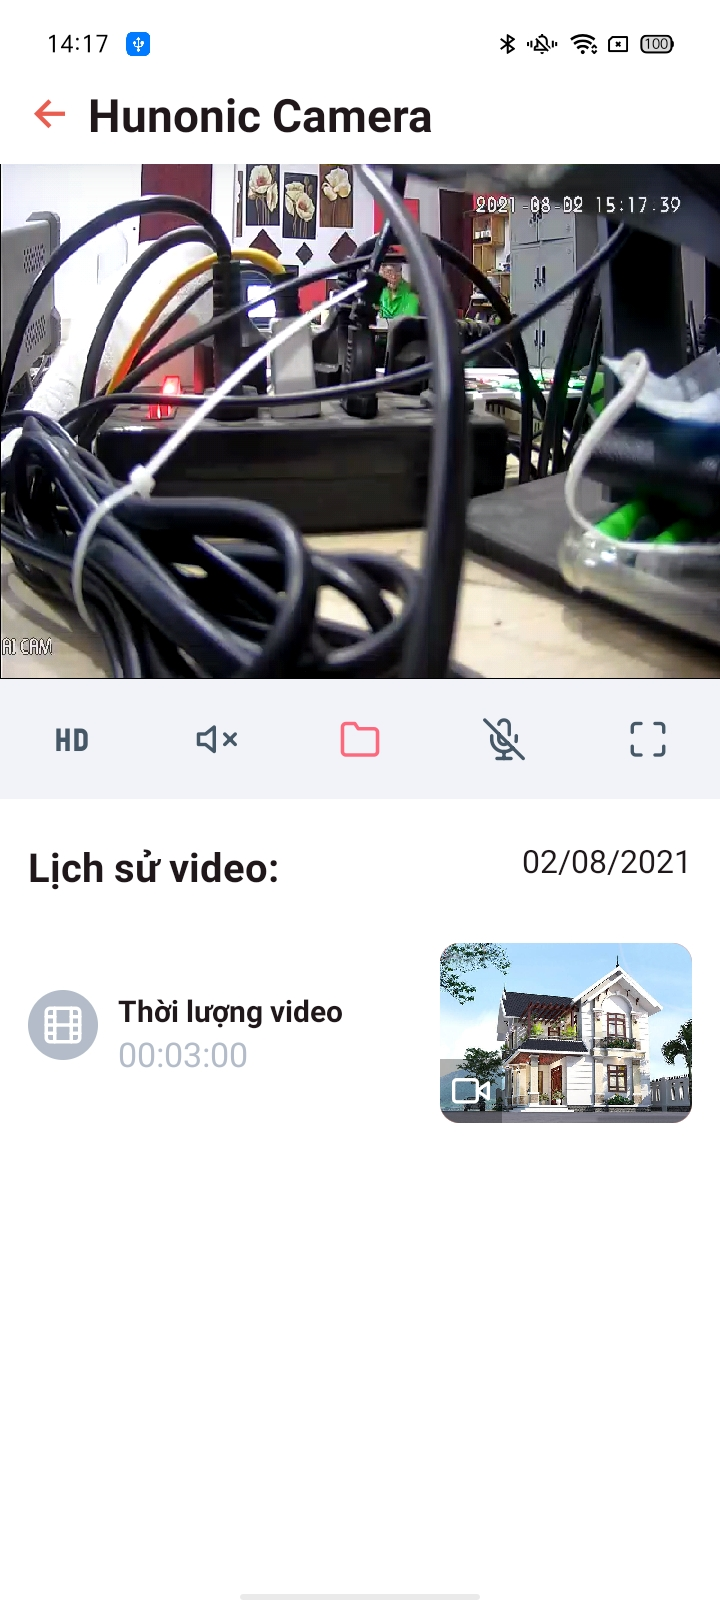 14:17
100
Hunonic Camera
2021-08-02 15:17:39
AI CAM
HD
Lịch sử video:
02/08/2021
Thời lượng video
00:03:00